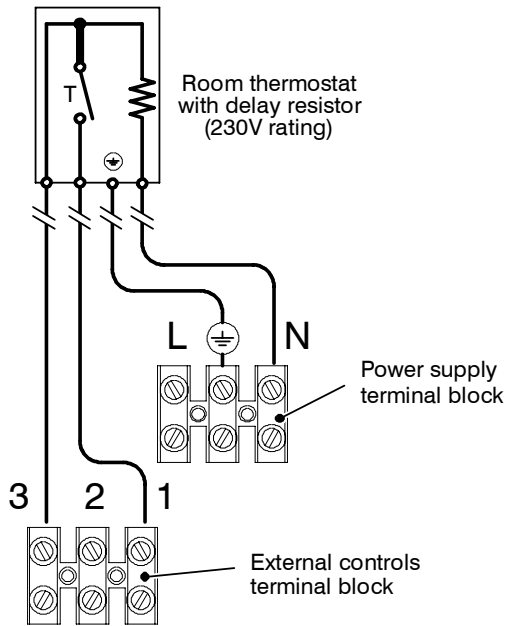 T
Room thermostat
with delay resistor
(230V rating)
L N
Power supply
terminal block
3 2 1
External controls
terminal block